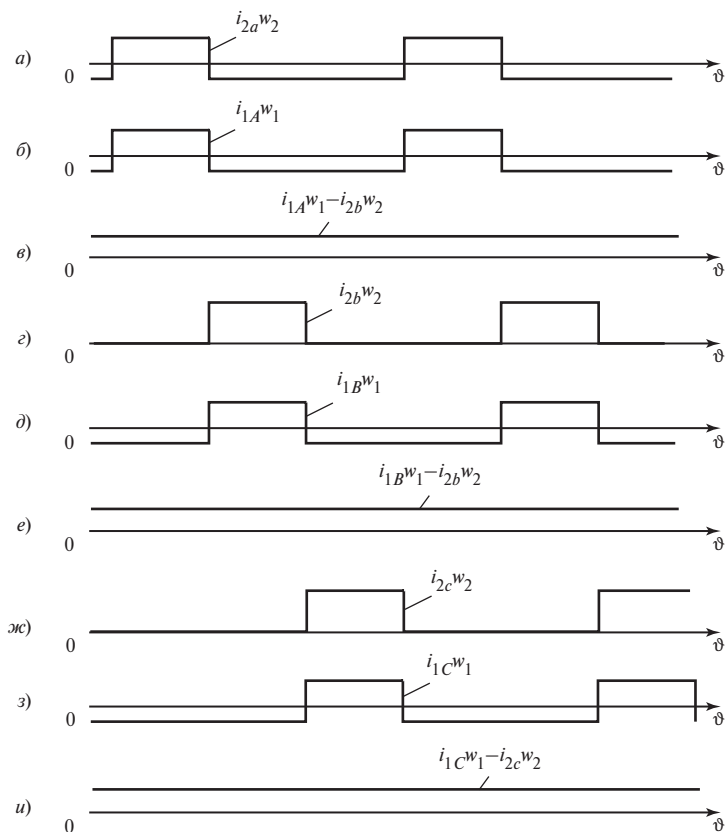 i2aw2
а) 0 ϑ
i1Aw1
б) 0 ϑ
i1Aw1–i2bw2
в) 0 ϑ
i2bw2
г) 0 ϑ
i1Bw1
д) 0 ϑ
i1Bw1–i2bw2
е) 0 ϑ
i2cw2
ж) 0 ϑ
i1Cw1
з) 0 ϑ
i1Cw1–i2cw2
и) 0 ϑ